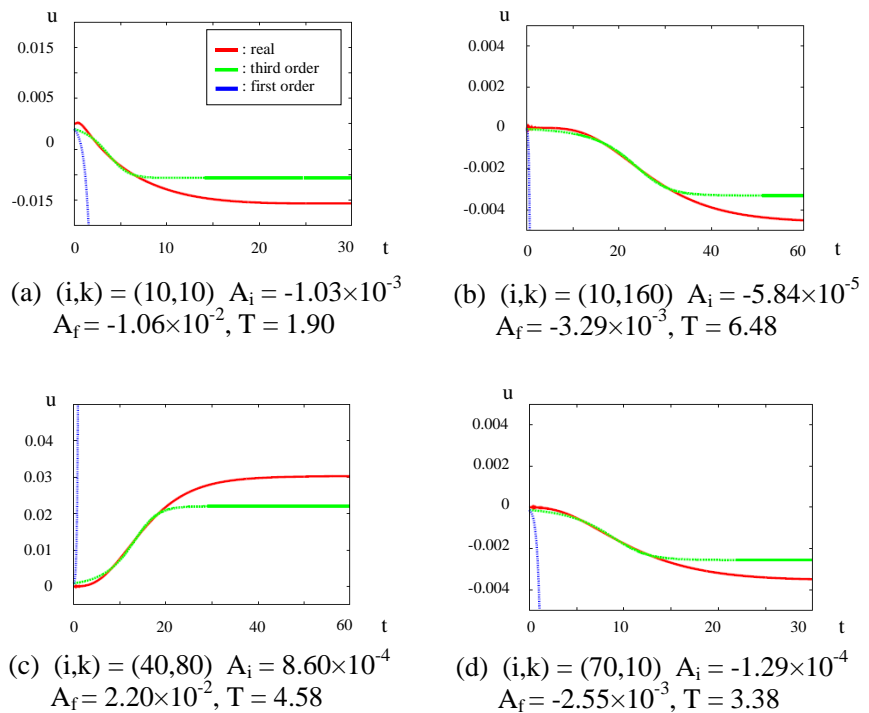 u
0.015
0.005
0
-0.015
: real
: third order
: first order
0 10 20 30 t
(a) (i,k) = (10,10) Aᵢ = -1.03×10⁻³
A_f = -1.06×10⁻², T = 1.90
u
0.004
0.002
0
-0.002
-0.004
0 20 40 60 t
(b) (i,k) = (10,160) Aᵢ = -5.84×10⁻⁵
A_f = -3.29×10⁻³, T = 6.48
u
0.04
0.03
0.02
0.01
0
0 20 40 60 t
(c) (i,k) = (40,80) Aᵢ = 8.60×10⁻⁴
A_f = 2.20×10⁻², T = 4.58
u
0.004
0.002
0
-0.002
-0.004
0 10 20 30 t
(d) (i,k) = (70,10) Aᵢ = -1.29×10⁻⁴
A_f = -2.55×10⁻³, T = 3.38